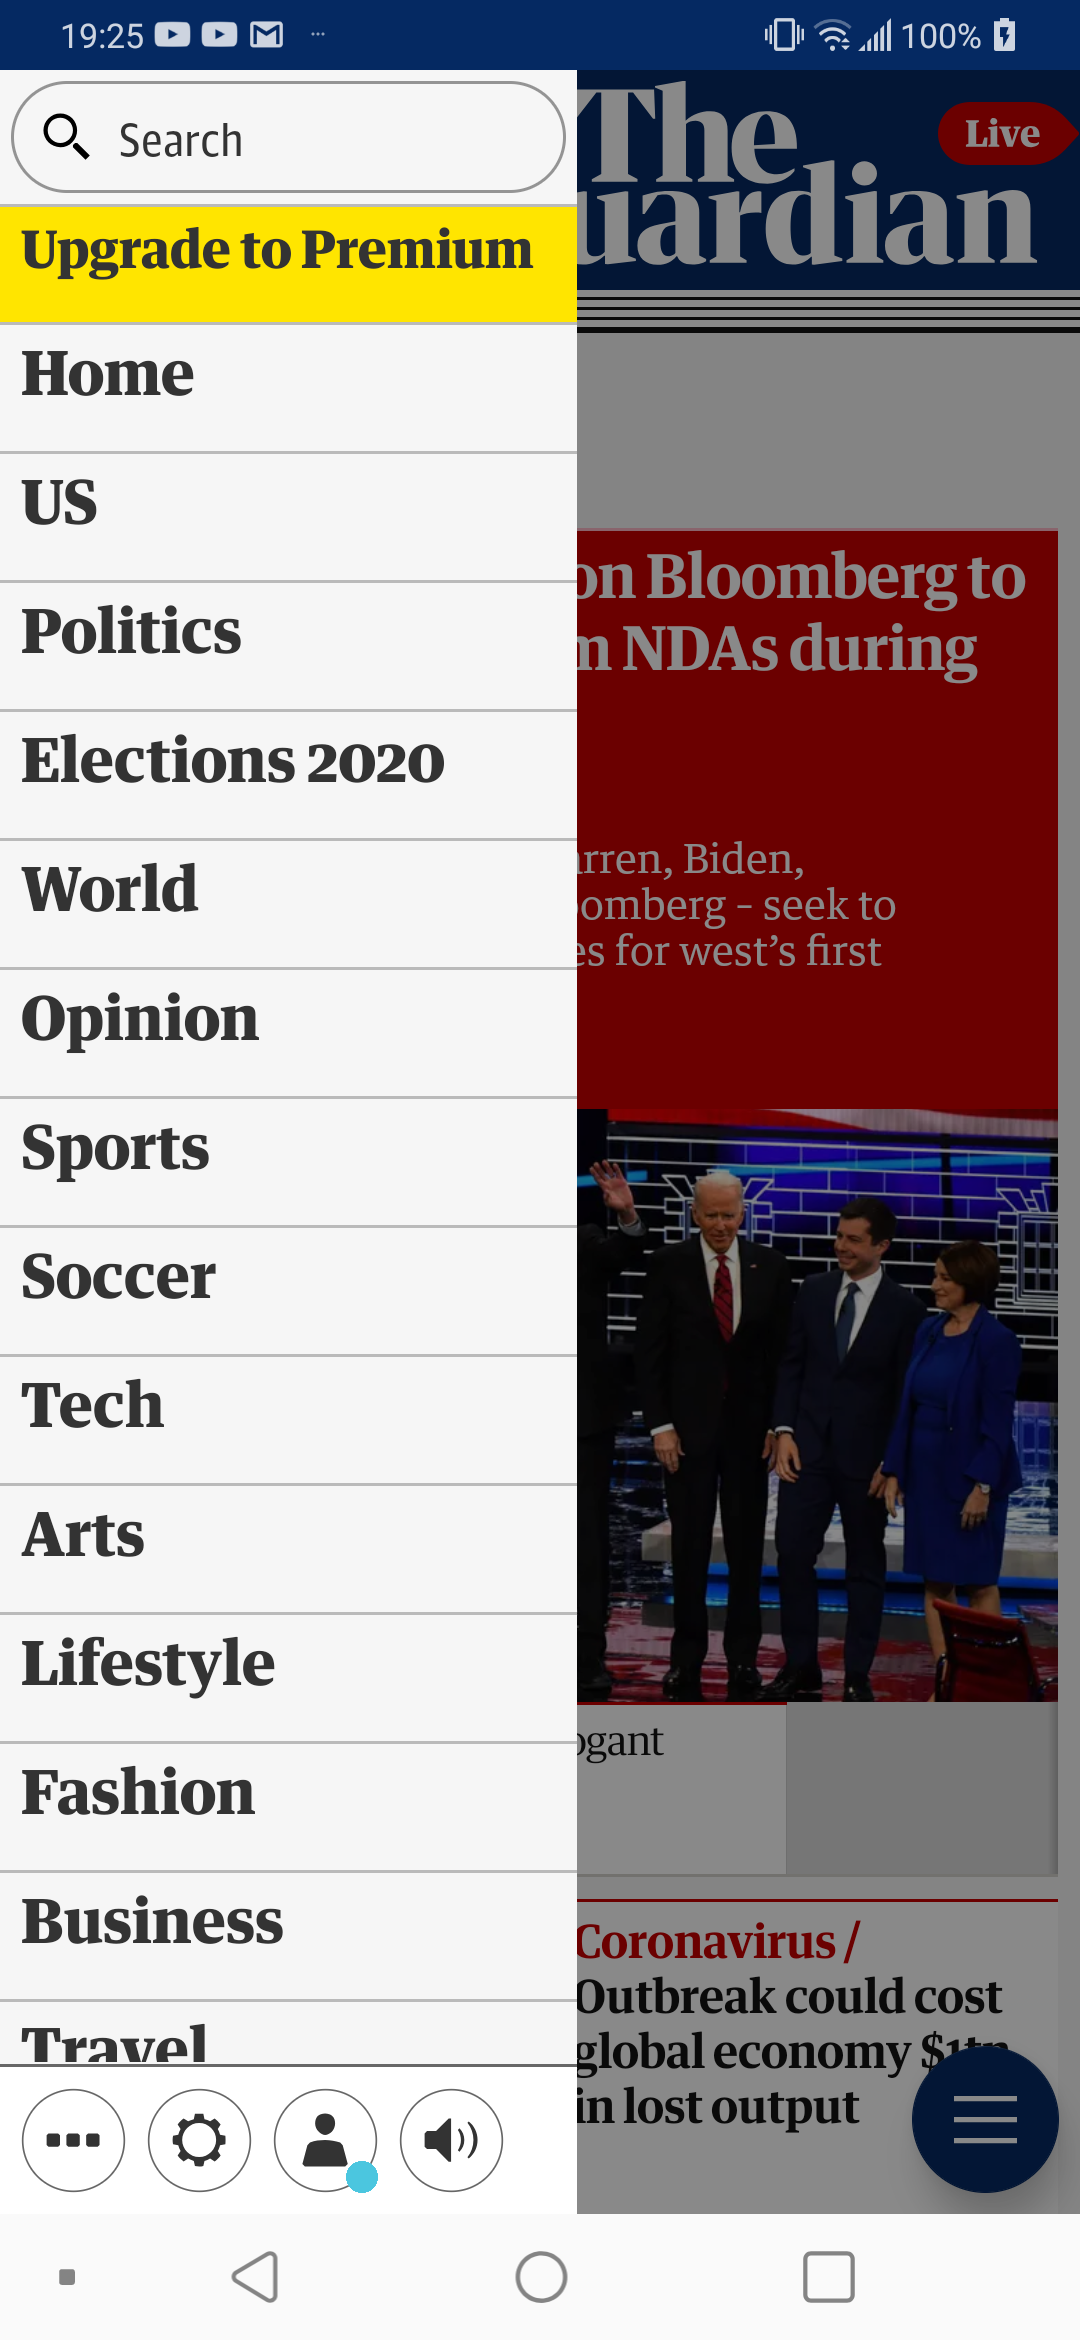 19:25
100%
Search
The
uardian
Live
Upgrade to Premium
Home
US
Politics
Elections 2020
World
Opinion
Sports
Soccer
Tech
Arts
Lifestyle
Fashion
Business
Travel
on Bloomberg to
NDAs during
rren, Biden,
omberg – seek to
es for west's first
ogant
Coronavirus /
Outbreak could cost
global economy $1tn
in lost output